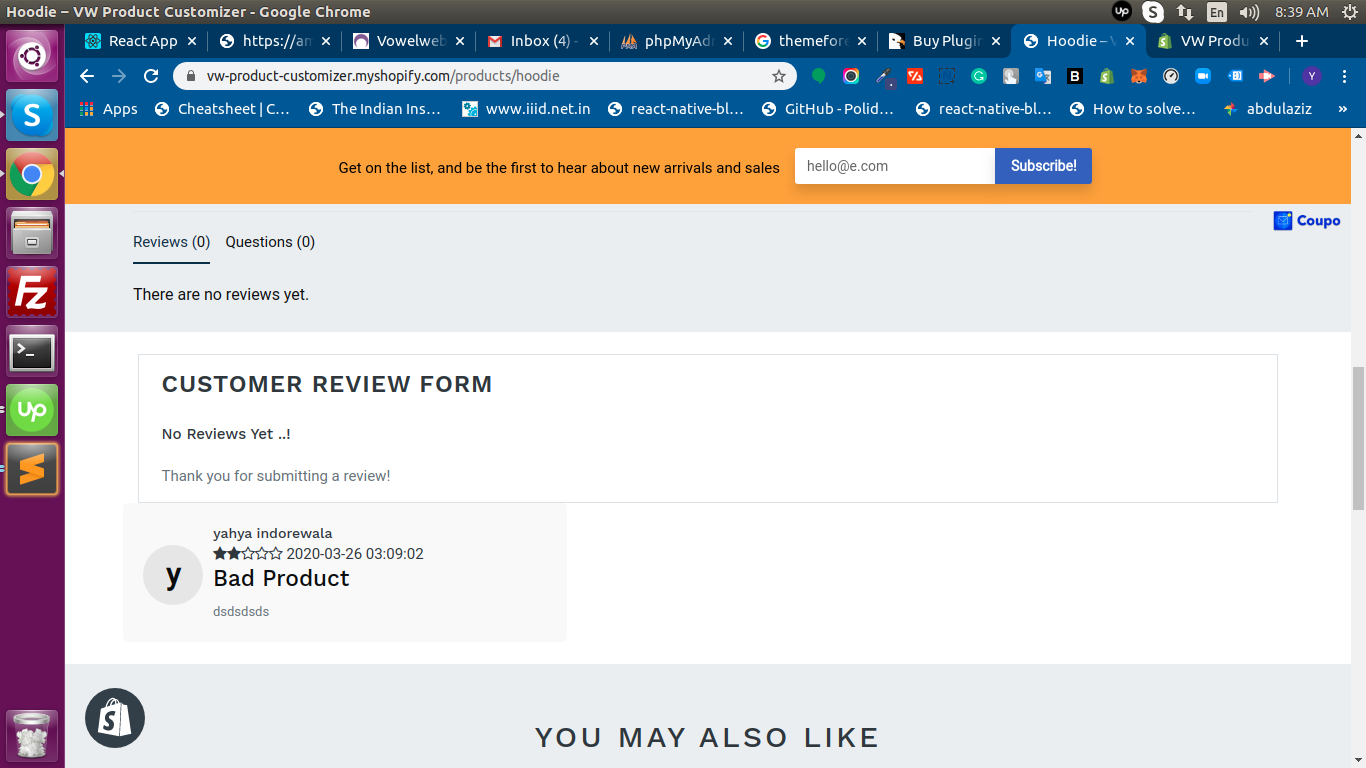 Hoodie – VW Product Customizer - Google Chrome
Up
S
En
8:39 AM
React App
https://am
Vowelweb
Inbox (4) -
phpMyAd
themefore
Buy Plugin
Hoodie – V
VW Produ
vw-product-customizer.myshopify.com/products/hoodie
Y
Apps
Cheatsheet | C…
The Indian Ins…
www.iiid.net.in
react-native-bl…
GitHub - Polid…
react-native-bl…
How to solve…
abdulaziz
»
Get on the list, and be the first to hear about new arrivals and sales
hello@e.com
Subscribe!
Coupo
Reviews (0)
Questions (0)
There are no reviews yet.
CUSTOMER REVIEW FORM
No Reviews Yet ..!
Thank you for submitting a review!
y
yahya indorewala
2020-03-26 03:09:02
Bad Product
dsdsdsds
YOU MAY ALSO LIKE